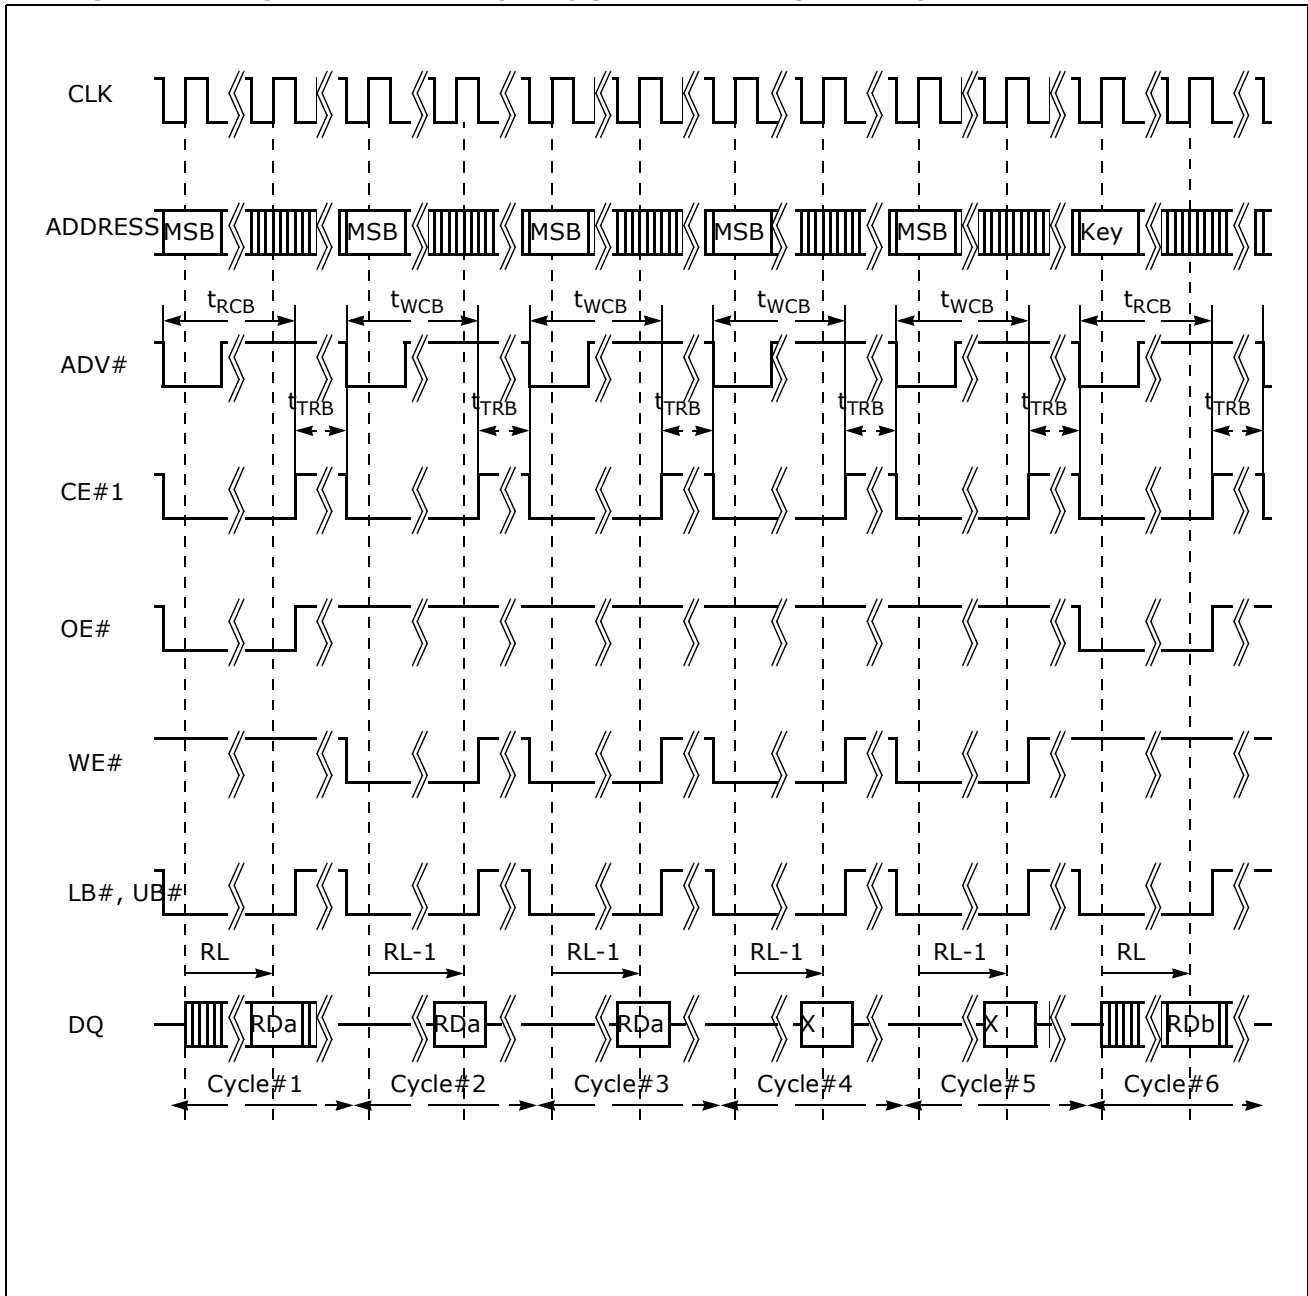 CLK
ADDRESS MSB MSB MSB MSB MSB Key
tRCB tWCB tWCB tWCB tWCB tRCB
ADV#
tTRB tTRB tTRB tTRB tTRB tTRB
CE#1
OE#
WE#
LB#, UB#
RL RL-1 RL-1 RL-1 RL-1 RL
DQ RDa RDa RDa X X RDb
Cycle#1 Cycle#2 Cycle#3 Cycle#4 Cycle#5 Cycle#6